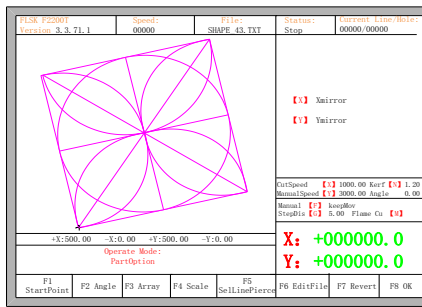 FLSK F2200T Speed: File: Status: Current Line/Hole:
Version 3.3.71.1 00000 SHAPE_43.TXT Stop 00000/00000
【X】 Xmirror
【Y】 Ymirror
CutSpeed 【X】 1000.00 Kerf【N】 1.20
ManualSpeed【Y】 3000.00 Angle 0.00
Manual 【F】 keepMov
StepDis【G】 5.00 Flame Cu 【M】
+X:500.00 -X:0.00 +Y:500.00 -Y:0.00
Operate Mode:
PartOption
X: +000000.0
Y: +000000.0
F1 StartPoint
F2 Angle
F3 Array
F4 Scale
F5 SelLinePierce
F6 EditFile
F7 Revert
F8 OK